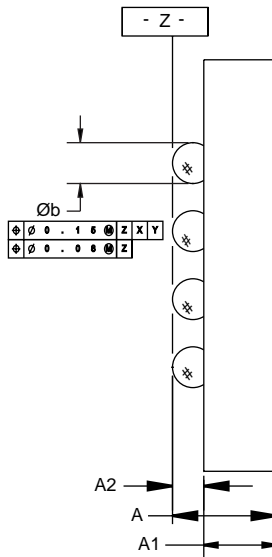 - Z -
Øb
⌖ Ø 0 . 1 5 Ⓜ Z X Y
⌖ Ø 0 . 0 8 Ⓜ Z
A2
A
A1